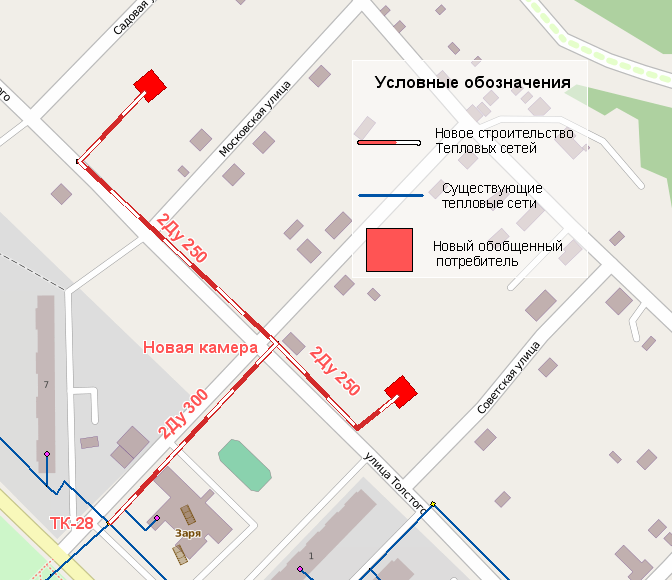 Садовая у
ого
Московская улица
Условные обозначения
Новое строительство
Тепловых сетей
Существующие
тепловые сети
Новый обобщенный
потребитель
2Ду 250
Новая камера
2Ду 250
2Ду 300
Советская улица
7
улица Толстого
ТК-28
Заря
1